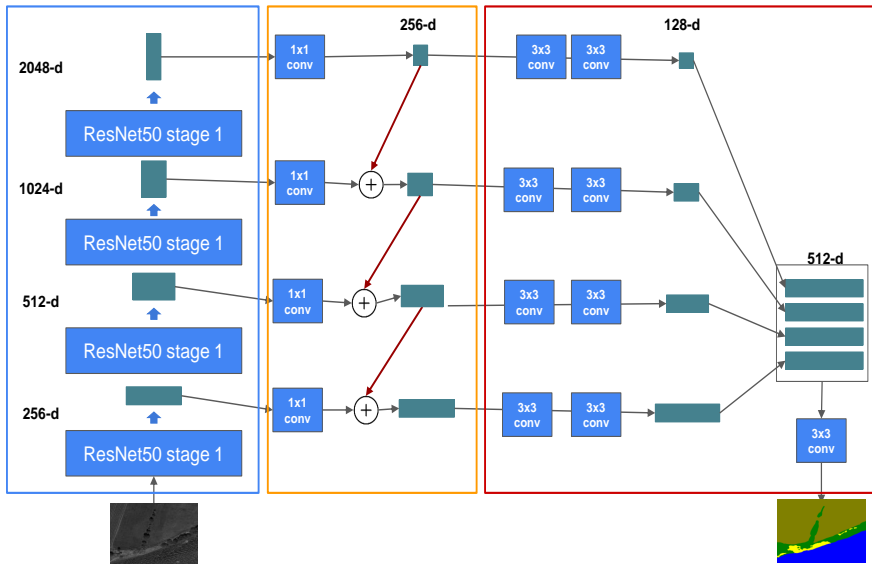 256-d
128-d
2048-d
1x1
conv
3x3
conv
3x3
conv
ResNet50 stage 1
1024-d
1x1
conv
3x3
conv
3x3
conv
ResNet50 stage 1
512-d
512-d
1x1
conv
3x3
conv
3x3
conv
ResNet50 stage 1
256-d
1x1
conv
3x3
conv
3x3
conv
3x3
conv
ResNet50 stage 1